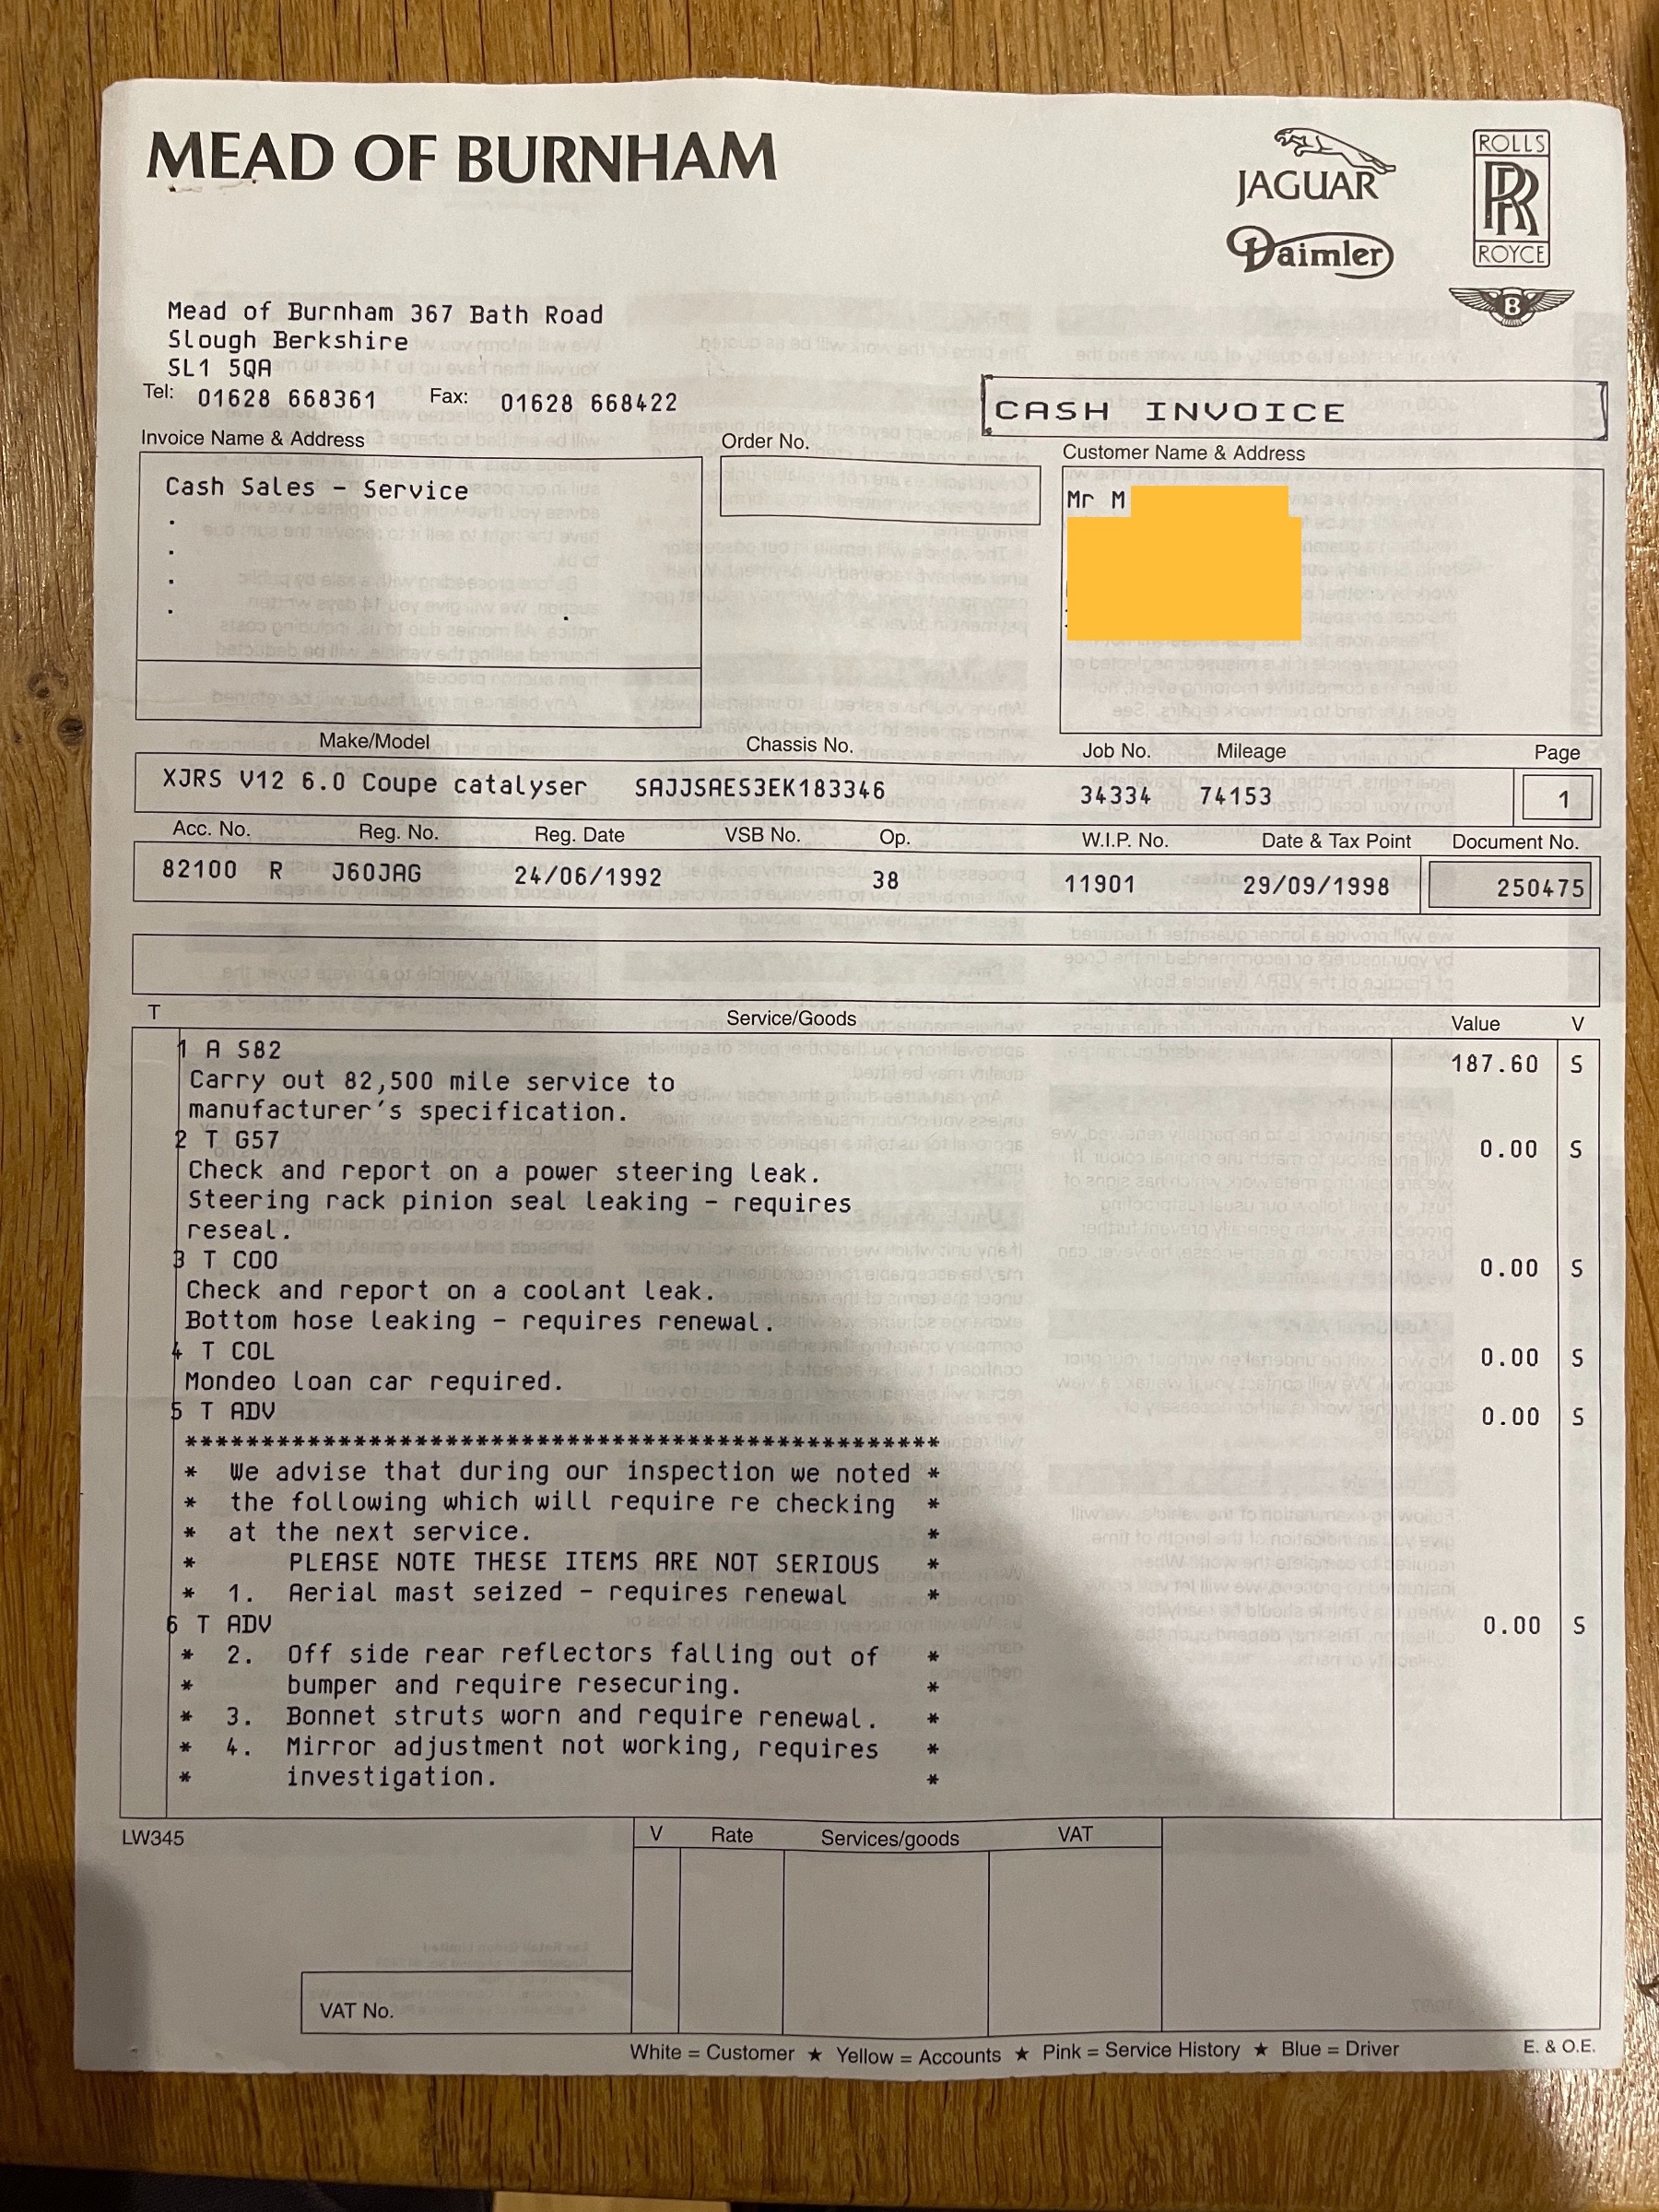 MEAD OF BURNHAM
JAGUAR
Daimler
ROLLS
RR
ROYCE
B
Mead of Burnham 367 Bath Road
Slough Berkshire
SL1 5QA
Tel: 01628 668361 Fax: 01628 668422
CASH INVOICE
Invoice Name & Address Order No. Customer Name & Address
Cash Sales - Service
.
.
.
.
Mr M
Make/Model Chassis No. Job No. Mileage Page
XJRS V12 6.0 Coupe catalyser SAJJSAES3EK183346 34334 74153 1
Acc. No. Reg. No. Reg. Date VSB No. Op. W.I.P. No. Date & Tax Point Document No.
82100 R J60JAG 24/06/1992 38 11901 29/09/1998 250475
T Service/Goods Value V
1 A S82 187.60 S
Carry out 82,500 mile service to
manufacturer's specification.
2 T G57 0.00 S
Check and report on a power steering leak.
Steering rack pinion seal leaking - requires
reseal.
3 T COO 0.00 S
Check and report on a coolant leak.
Bottom hose leaking - requires renewal.
4 T COL 0.00 S
Mondeo loan car required.
5 T ADV 0.00 S
***************************************************
* We advise that during our inspection we noted *
* the following which will require re checking *
* at the next service. *
* PLEASE NOTE THESE ITEMS ARE NOT SERIOUS *
* 1. Aerial mast seized - requires renewal *
6 T ADV 0.00 S
* 2. Off side rear reflectors falling out of *
* bumper and require resecuring. *
* 3. Bonnet struts worn and require renewal. *
* 4. Mirror adjustment not working, requires *
* investigation. *
LW345
V Rate Services/goods VAT
VAT No.
White = Customer ★ Yellow = Accounts ★ Pink = Service History ★ Blue = Driver E. & O.E.